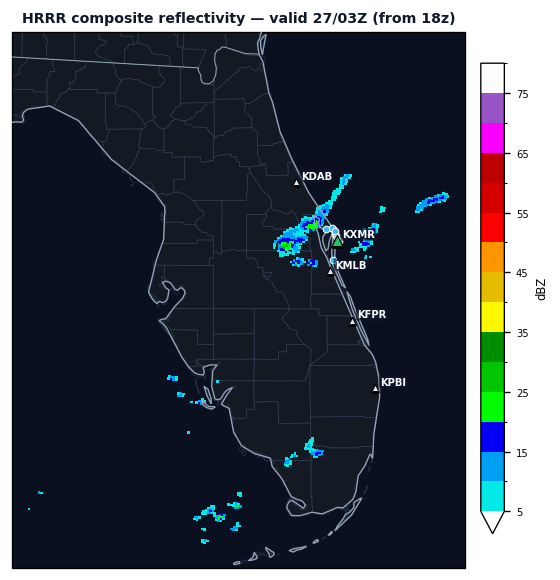 HRRR composite reflectivity — valid 27/03Z (from 18z)
KDAB
KXMR
KMLB
KFPR
KPBI
75
65
55
45
35
25
15
5
dBZ